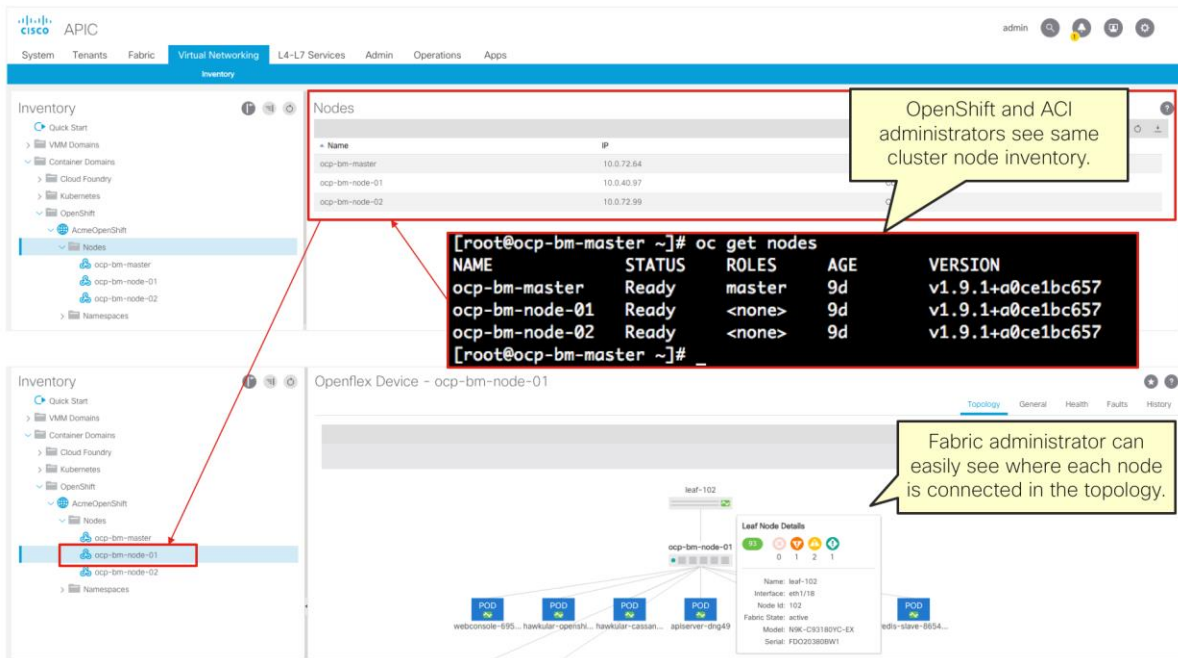 cisco APIC
admin
System Tenants Fabric Virtual Networking L4-L7 Services Admin Operations Apps
Inventory
Inventory
Quick Start
VMM Domains
Container Domains
Cloud Foundry
Kubernetes
OpenShift
AcmeOpenShift
Nodes
ocp-bm-master
ocp-bm-node-01
ocp-bm-node-02
Namespaces
Nodes
Name IP
ocp-bm-master 10.0.72.64
ocp-bm-node-01 10.0.40.97
ocp-bm-node-02 10.0.72.99
OpenShift and ACI
administrators see same
cluster node inventory.
[root@ocp-bm-master ~]# oc get nodes
NAME STATUS ROLES AGE VERSION
ocp-bm-master Ready master 9d v1.9.1+a0ce1bc657
ocp-bm-node-01 Ready <none> 9d v1.9.1+a0ce1bc657
ocp-bm-node-02 Ready <none> 9d v1.9.1+a0ce1bc657
[root@ocp-bm-master ~]# _
Inventory
Quick Start
VMM Domains
Container Domains
Cloud Foundry
Kubernetes
OpenShift
AcmeOpenShift
Nodes
ocp-bm-master
ocp-bm-node-01
ocp-bm-node-02
Namespaces
Openflex Device - ocp-bm-node-01
Topology General Health Faults History
Fabric administrator can
easily see where each node
is connected in the topology.
leaf-102
ocp-bm-node-01
Leaf Node Details
93
0 1 2 1
Name: leaf-102
Interface: eth1/18
Node Id: 102
Fabric State: active
Model: N9K-C93180YC-EX
Serial: FDO20380BW1
POD POD POD POD POD
webconsole-695... hawkular-openshi... hawkular-cassan... apiserver-dng49 redis-slave-8654...